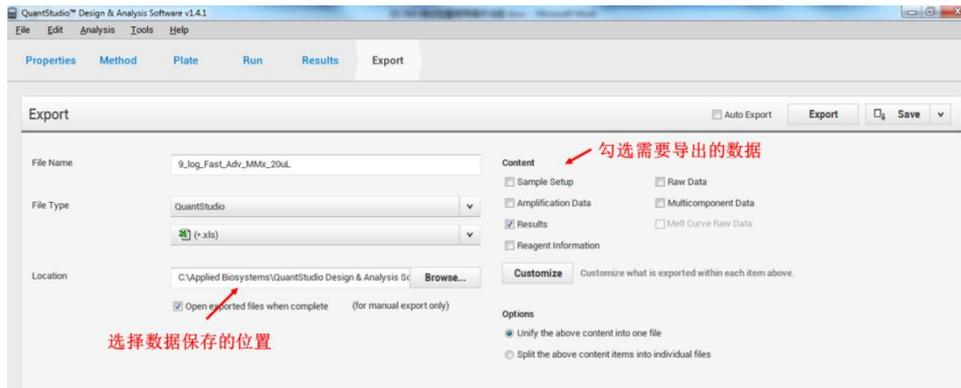 QuantStudio™ Design & Analysis Software v1.4.1
File Edit Analysis Tools Help
Properties Method Plate Run Results Export
Export
Auto Export Export Save
File Name 9_log_Fast_Adv_MMx_20uL
File Type QuantStudio
(*.xls)
Location C:\Applied Biosystems\QuantStudio Design & Analysis Sc Browse...
Open exported files when complete (for manual export only)
选择数据保存的位置
勾选需要导出的数据
Content
Sample Setup Raw Data
Amplification Data Multicomponent Data
Results Melt Curve Raw Data
Reagent Information
Customize Customize what is exported within each item above.
Options
Unify the above content into one file
Split the above content items into individual files